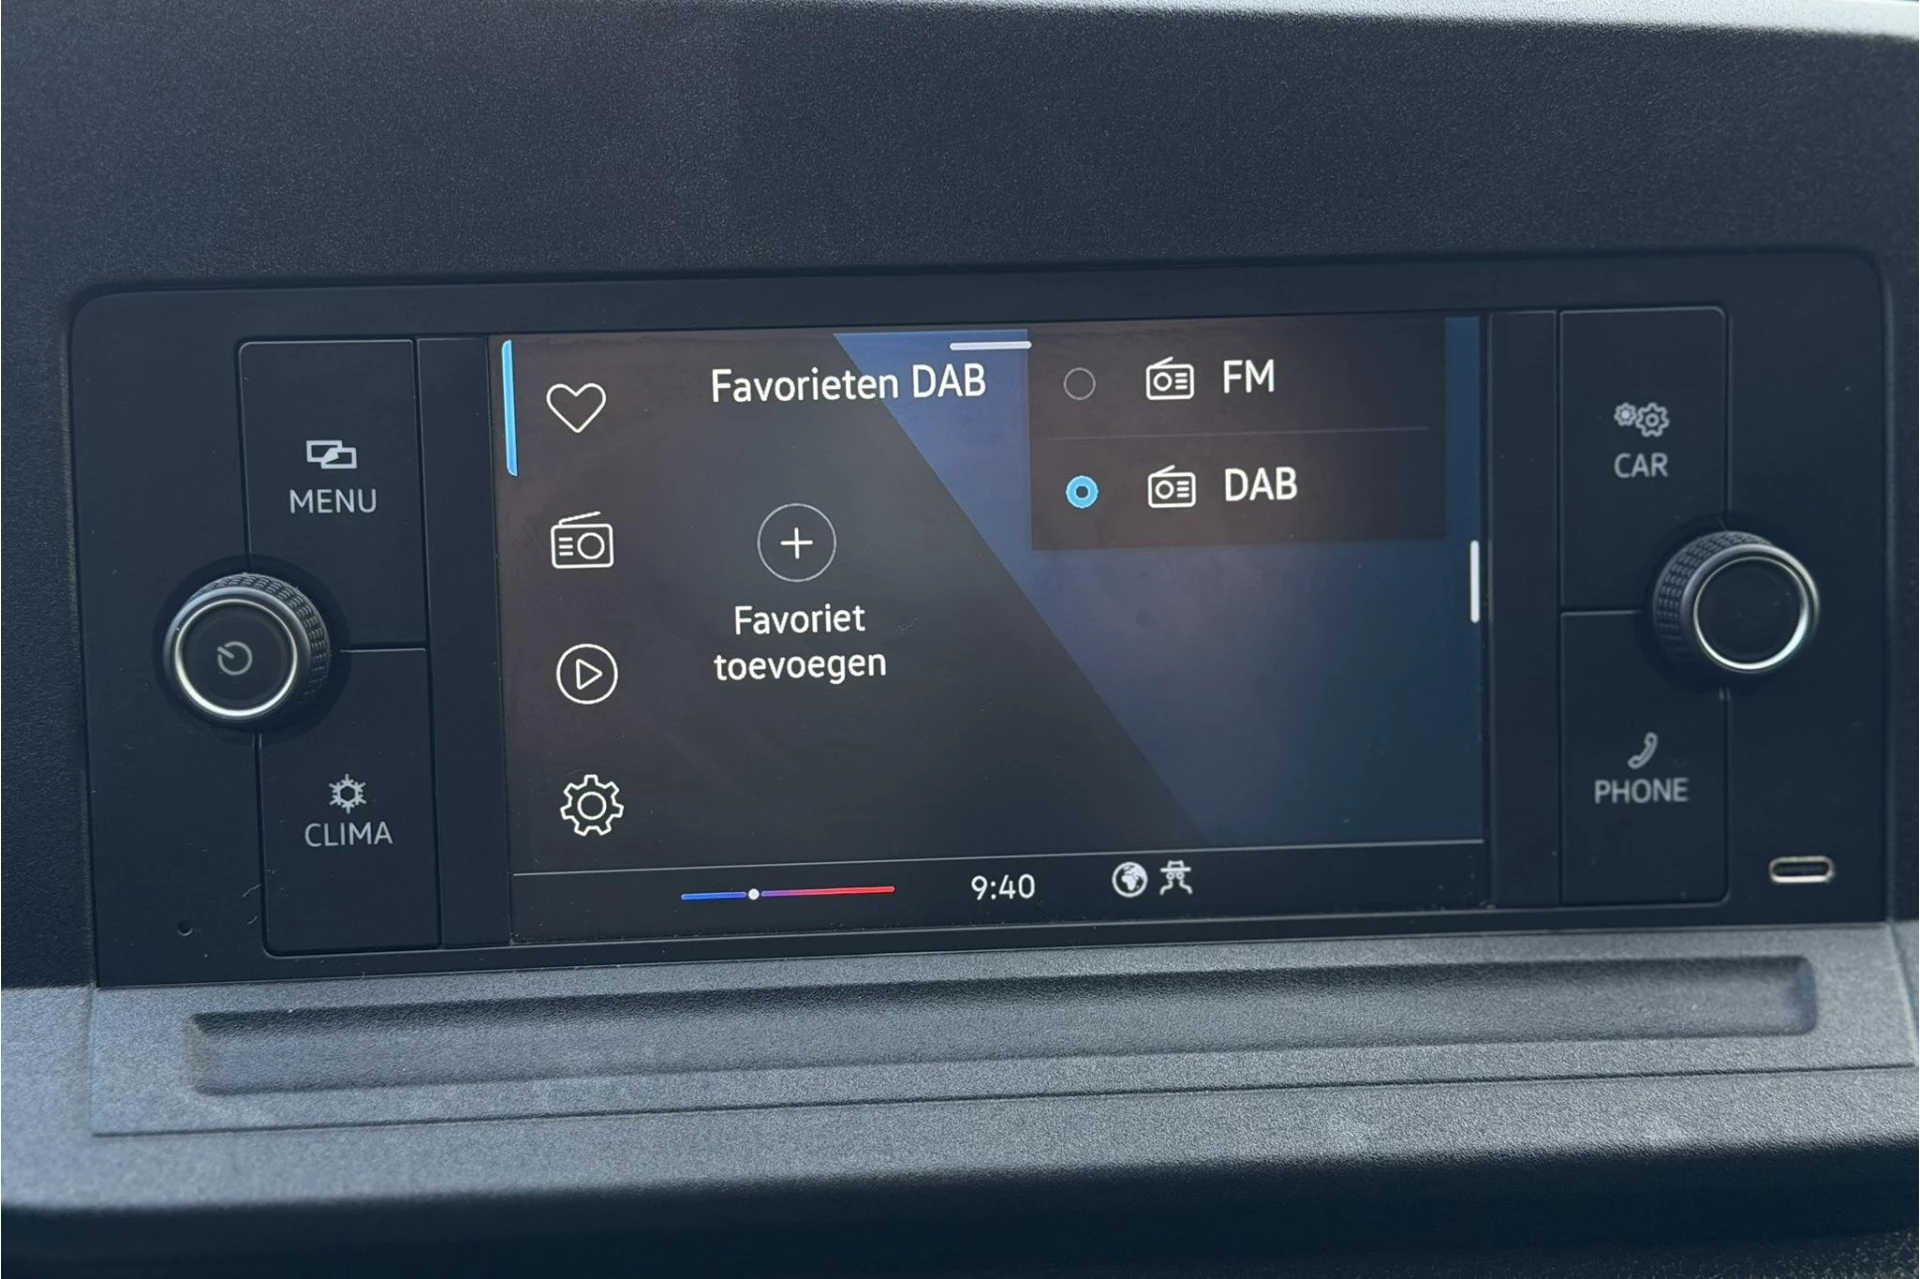 MENU
CLIMA
Favorieten DAB
Favoriet
toevoegen
FM
DAB
9:40
CAR
PHONE